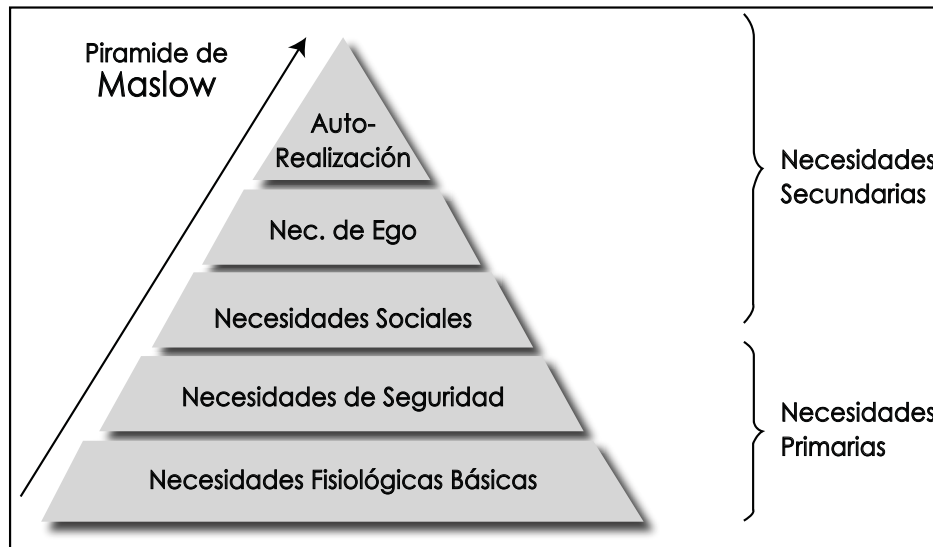 Piramide de
Maslow
Auto-
Realización
Nec. de Ego
Necesidades Sociales
Necesidades de Seguridad
Necesidades Fisiológicas Básicas
Necesidades
Secundarias
Necesidades
Primarias